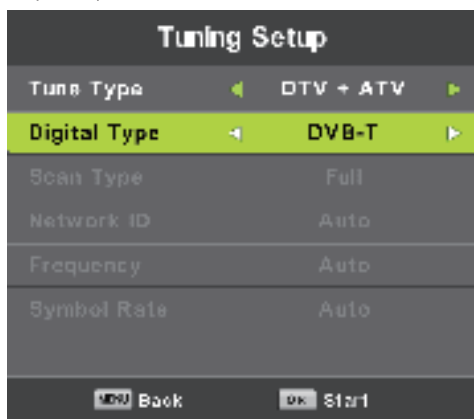 Tuning Setup
Tune Type DTV + ATV
Digital Type DVB-T
Scan Type Full
Network ID Auto
Frequency Auto
Symbol Rate Auto
MENU Back OK Start